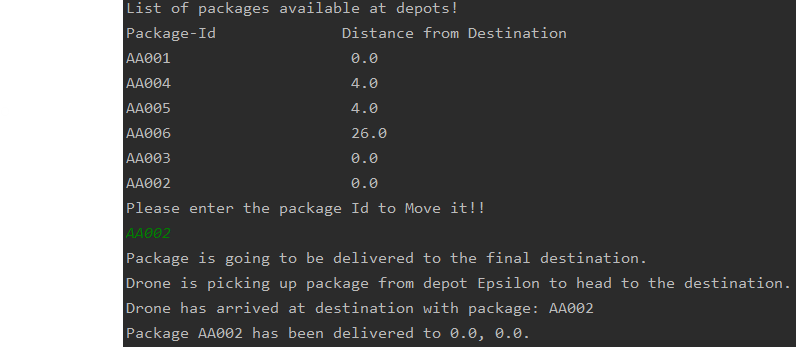 List of packages available at depots!
Package-Id Distance from Destination
AA001 0.0
AA004 4.0
AA005 4.0
AA006 26.0
AA003 0.0
AA002 0.0
Please enter the package Id to Move it!!
AA002
Package is going to be delivered to the final destination.
Drone is picking up package from depot Epsilon to head to the destination.
Drone has arrived at destination with package: AA002
Package AA002 has been delivered to 0.0, 0.0.